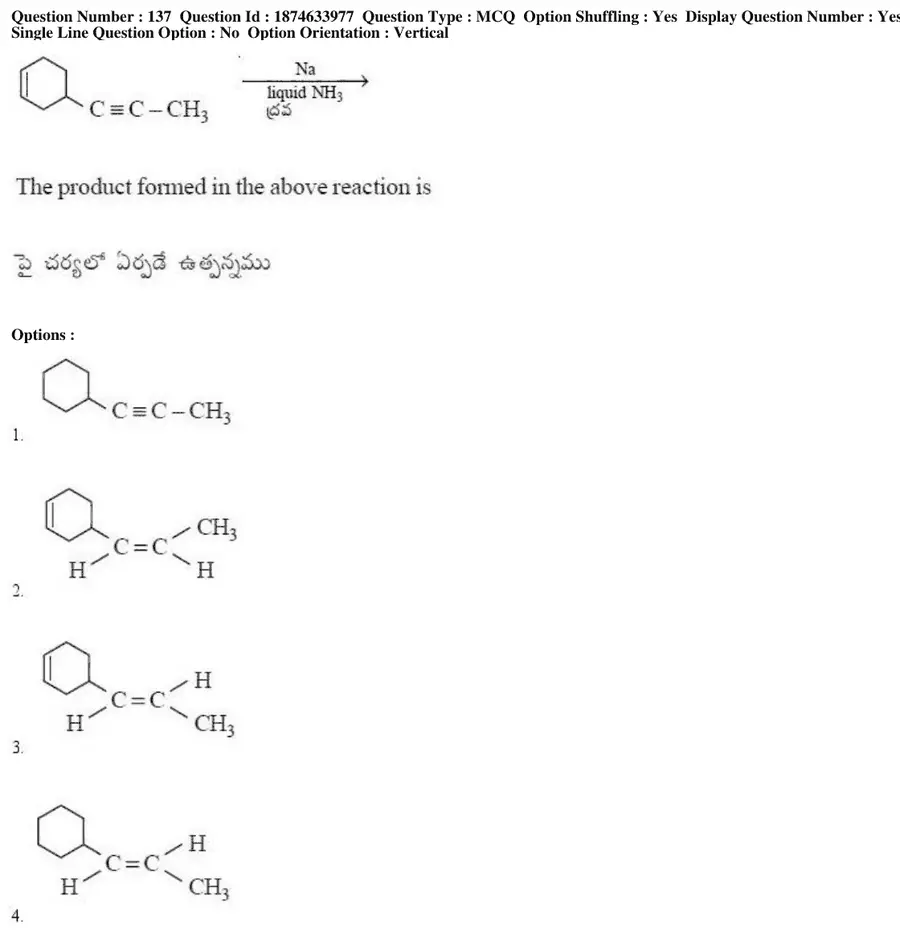 Question Number : 137 Question Id : 1874633977 Question Type : MCQ Option Shuffling : Yes Display Question Number : Yes
Single Line Question Option : No Option Orientation : Vertical
Na
C≡C–CH₃
liquid NH₃
ద్రవ
The product formed in the above reaction is
పై చర్యలో ఏర్పడే ఉత్పన్నము
Options :
C≡C–CH₃
1.
CH₃
C=C
H H
2.
H
C=C
H CH₃
3.
H
C=C
H CH₃
4.